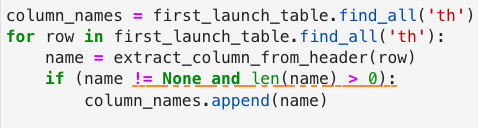 column_names = first_launch_table.find_all('th')
for row in first_launch_table.find_all('th'):
    name = extract_column_from_header(row)
    if (name != None and len(name) > 0):
        column_names.append(name)